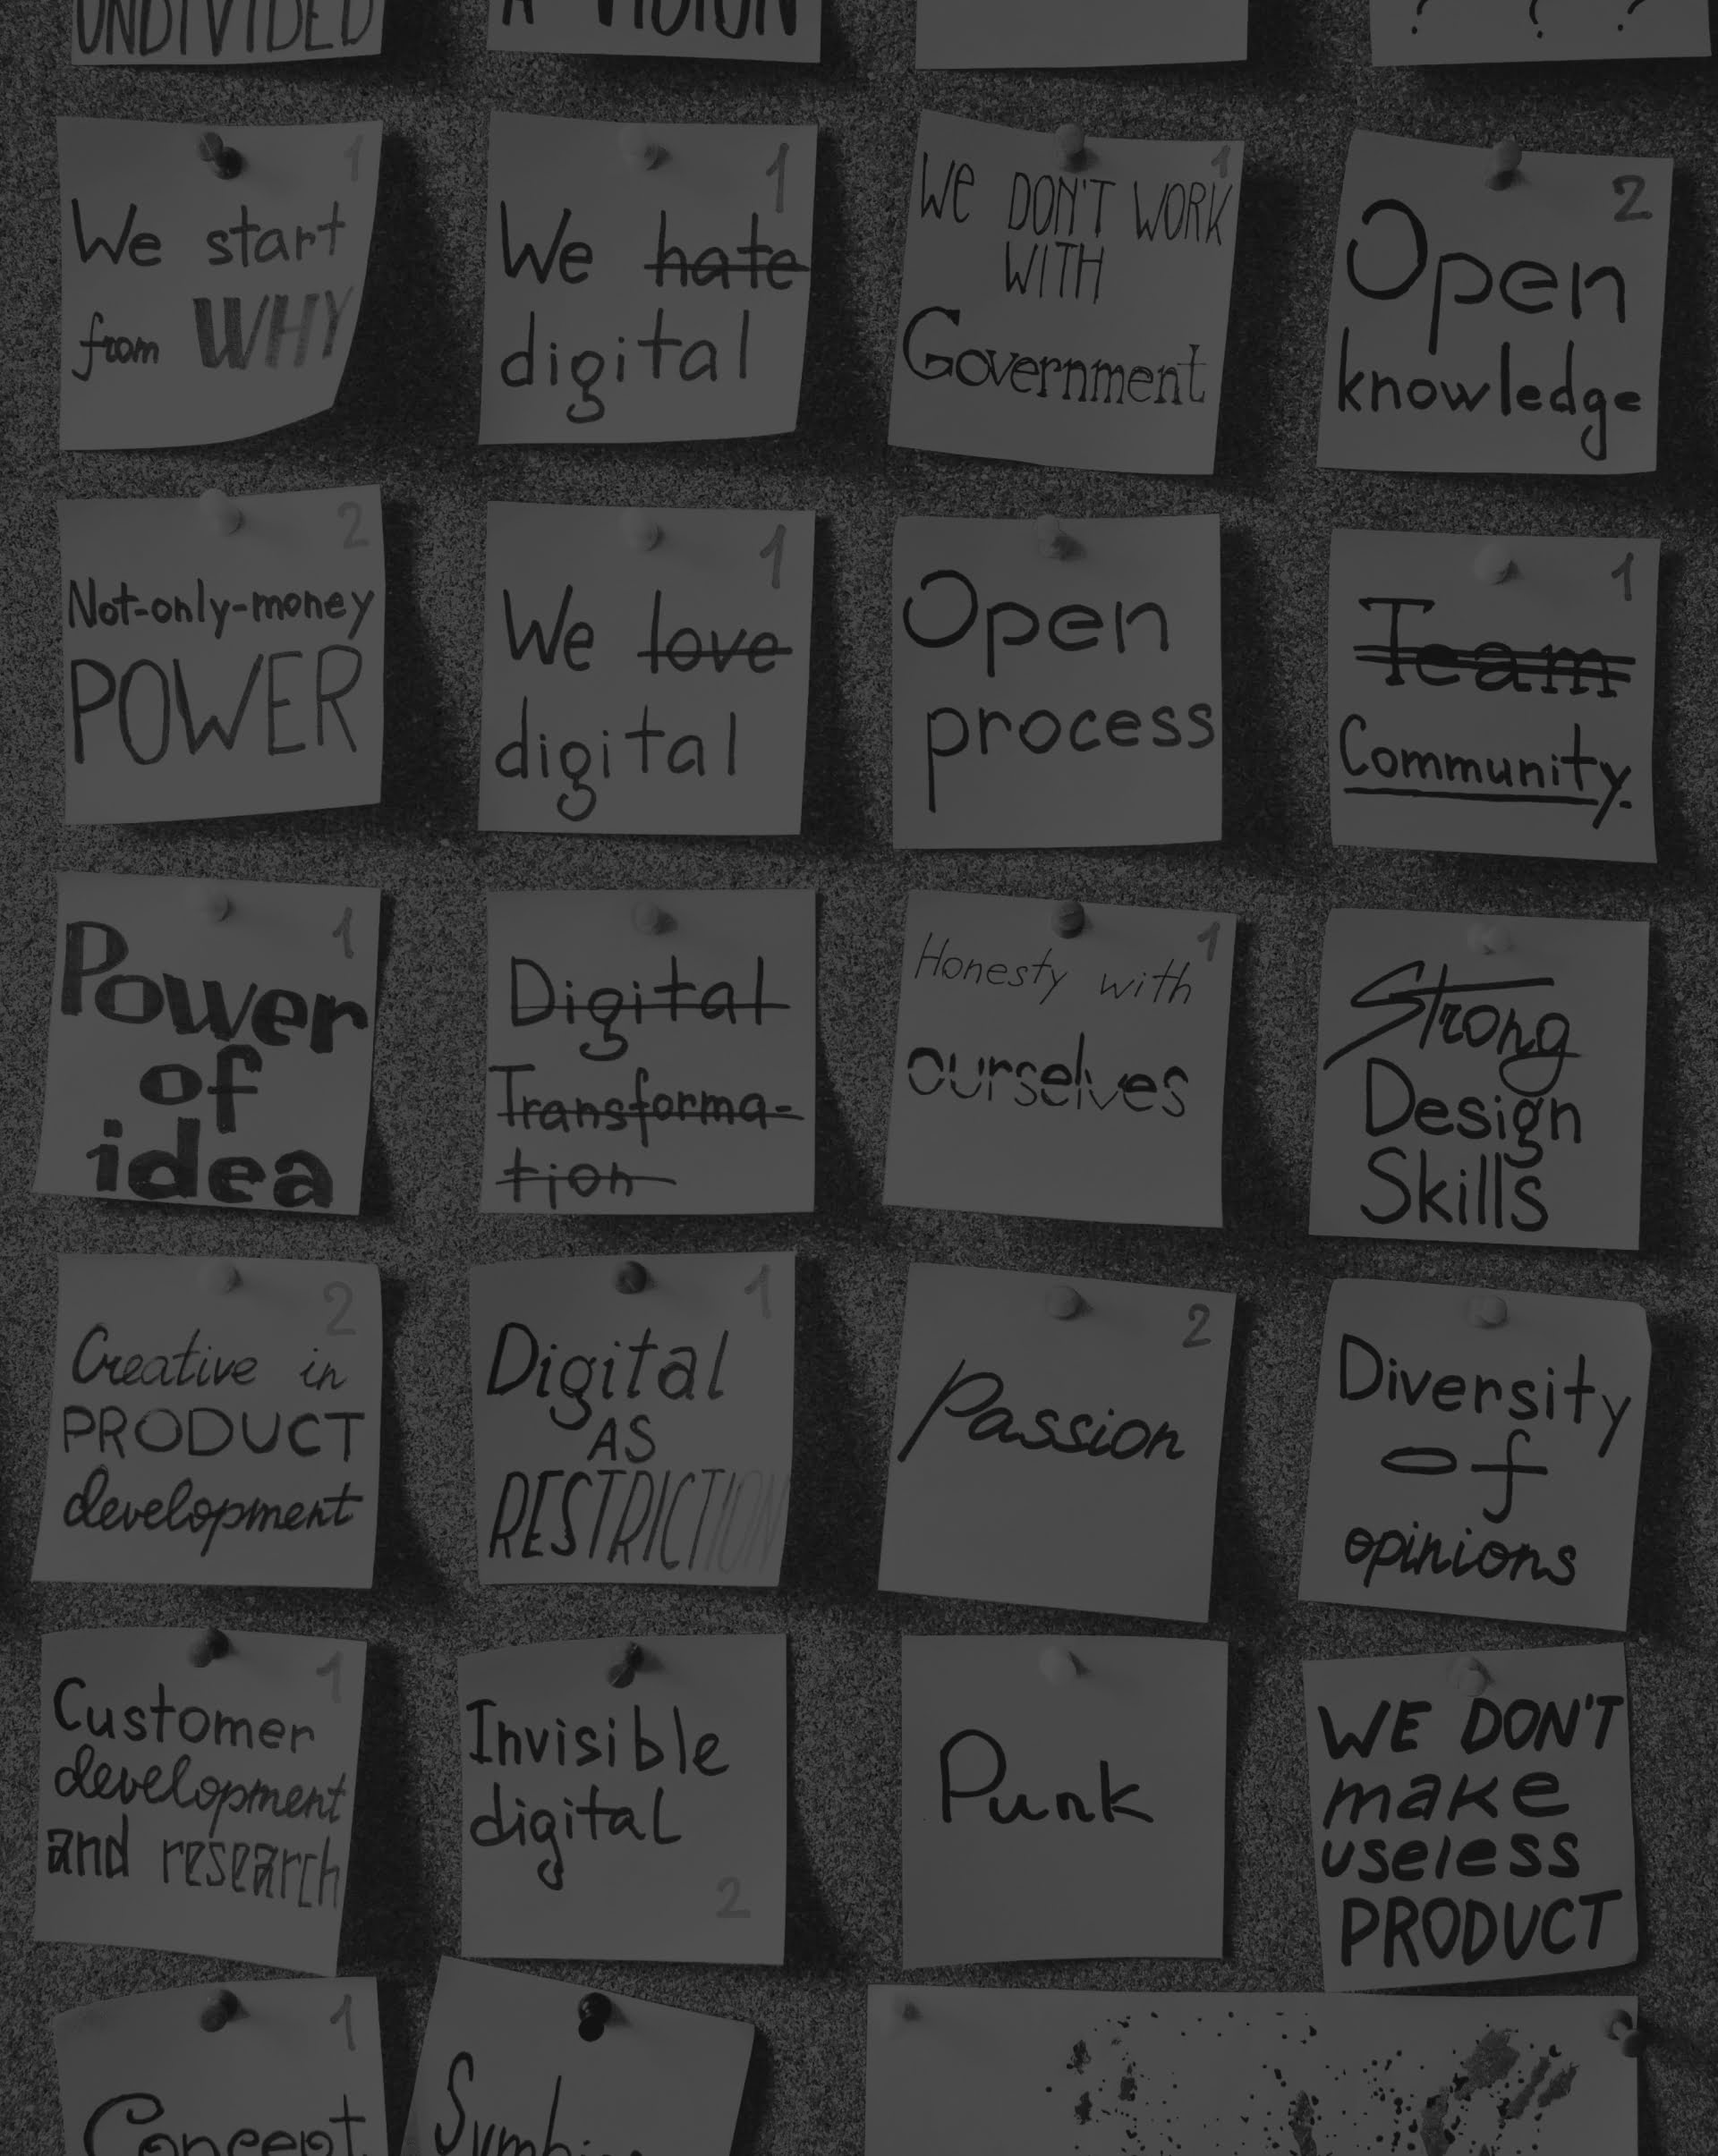 UNDIVIDED
A VISION
? ? ?
1
We start
from WHY
1
We hate
digital
1
We DON'T WORK
WITH
Government
2
Open
knowledge
2
Not-only-money
POWER
1
We love
digital
Open
process
1
Team
Community.
1
Power
of
idea
Digital
Transforma-
tion
1
Honesty with
ourselves
Strong
Design
Skills
2
Creative in
PRODUCT
development
1
Digital
AS
RESTRICTION
2
Passion
Diversity
of
opinions
1
Customer
development
and research
Invisible
digital
2
Punk
WE DON'T
make
useless
PRODUCT
1
Concept